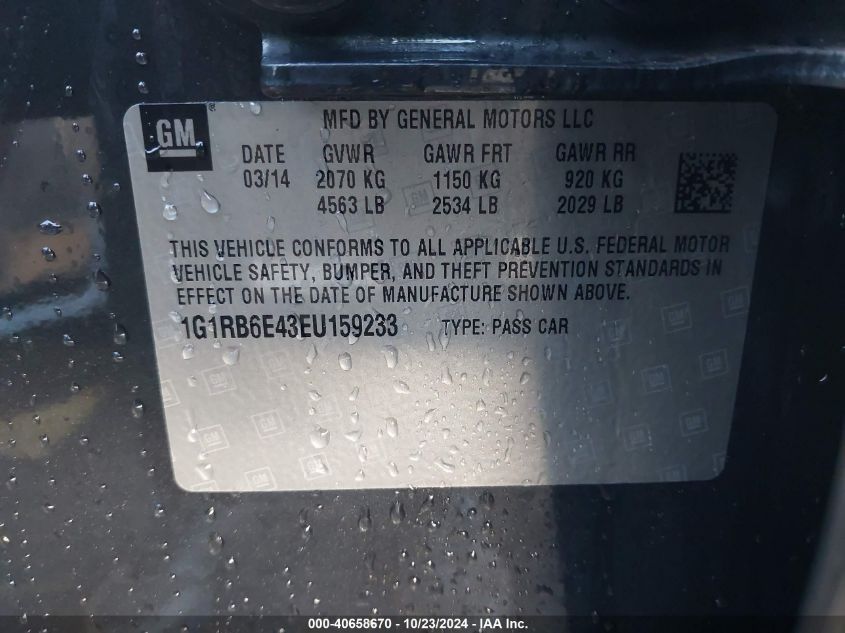 GM
MFD BY GENERAL MOTORS LLC
DATE GVWR GAWR FRT GAWR RR
03/14 2070 KG 1150 KG 920 KG
4563 LB 2534 LB 2029 LB
THIS VEHICLE CONFORMS TO ALL APPLICABLE U.S. FEDERAL MOTOR
VEHICLE SAFETY, BUMPER, AND THEFT PREVENTION STANDARDS IN
EFFECT ON THE DATE OF MANUFACTURE SHOWN ABOVE.
1G1RB6E43EU159233 TYPE: PASS CAR
000-40658670 - 10/23/2024 - IAA Inc.